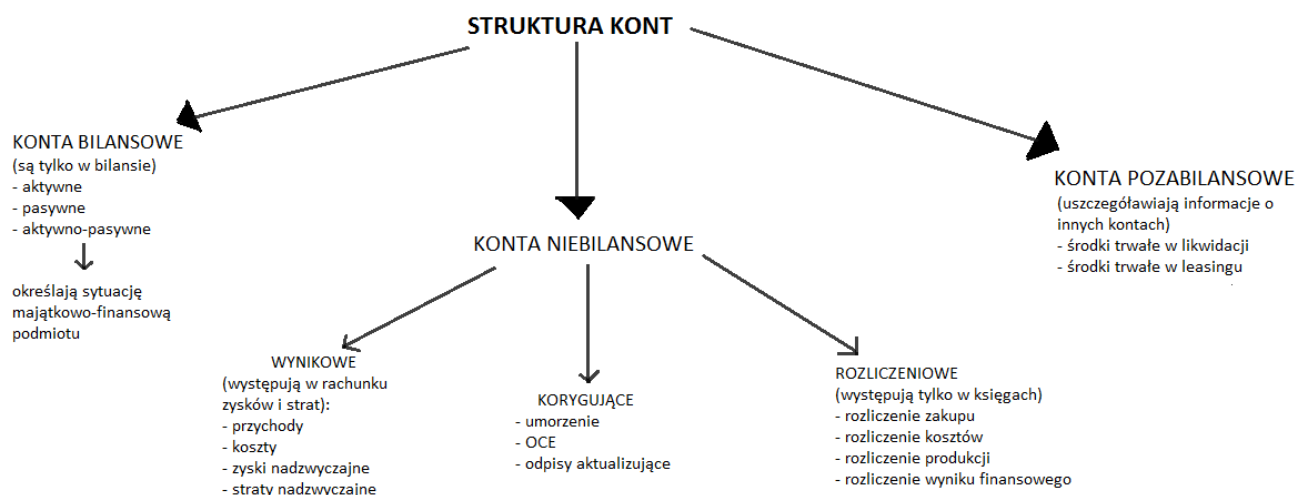 STRUKTURA KONT
KONTA BILANSOWE
(są tylko w bilansie)
- aktywne
- pasywne
- aktywno-pasywne
określają sytuację
majątkowo-finansową
podmiotu
KONTA NIEBILANSOWE
WYNIKOWE
(występują w rachunku
zysków i strat):
- przychody
- koszty
- zyski nadzwyczajne
- straty nadzwyczajne
KORYGUJĄCE
- umorzenie
- OCE
- odpisy aktualizujące
ROZLICZENIOWE
(występują tylko w księgach)
- rozliczenie zakupu
- rozliczenie kosztów
- rozliczenie produkcji
- rozliczenie wyniku finansowego
KONTA POZABILANSOWE
(uszczegóławiają informacje o
innych kontach)
- środki trwałe w likwidacji
- środki trwałe w leasingu